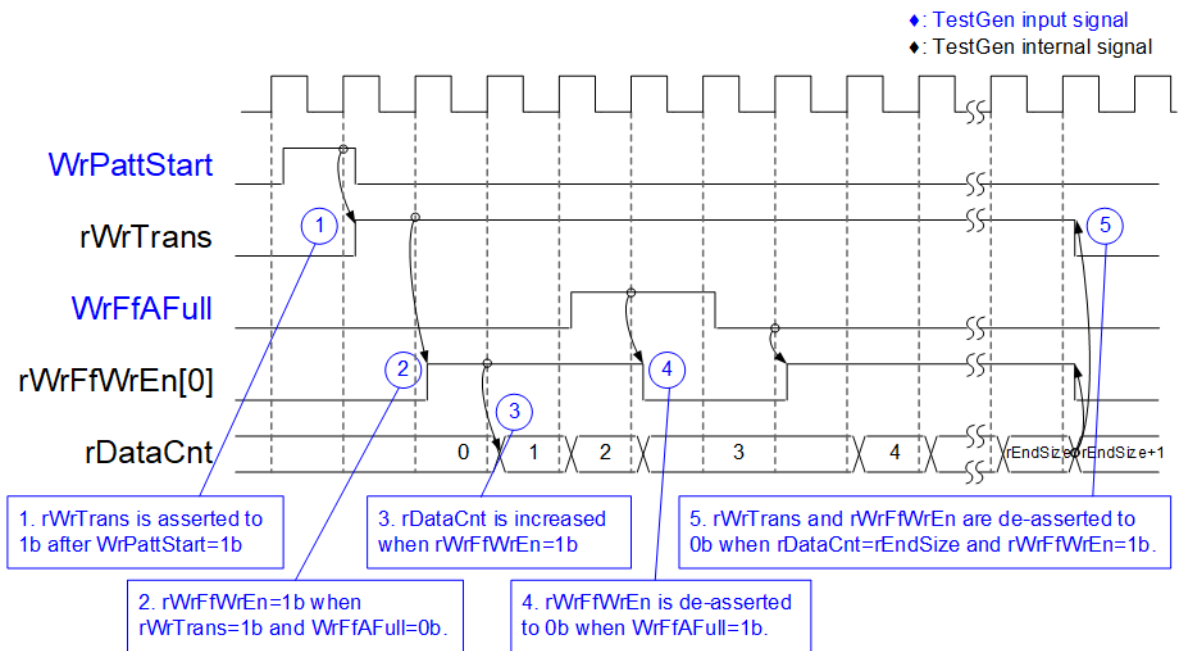 ♦: TestGen input signal
♦: TestGen internal signal
WrPattStart
rWrTrans
1
5
WrFfAFull
rWrFfWrEn[0]
2
4
3
rDataCnt
0
1
2
3
4
rEndSize
rEndSize+1
1. rWrTrans is asserted to
1b after WrPattStart=1b
3. rDataCnt is increased
when rWrFfWrEn=1b
5. rWrTrans and rWrFfWrEn are de-asserted to
0b when rDataCnt=rEndSize and rWrFfWrEn=1b.
2. rWrFfWrEn=1b when
rWrTrans=1b and WrFfAFull=0b.
4. rWrFfWrEn is de-asserted
to 0b when WrFfAFull=1b.